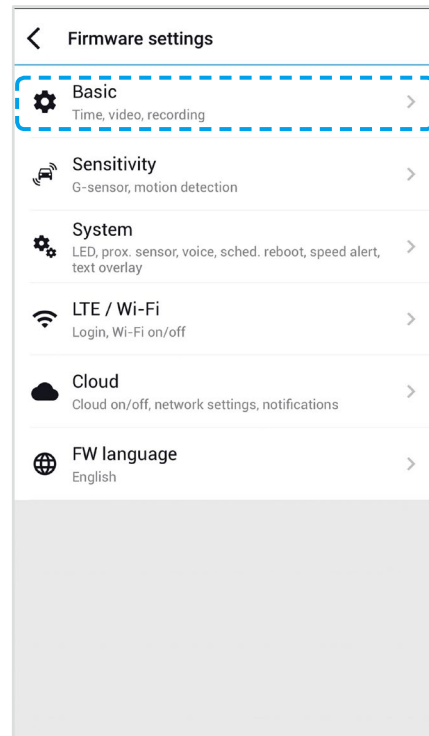 Firmware settings
Basic
Time, video, recording
Sensitivity
G-sensor, motion detection
System
LED, prox. sensor, voice, sched. reboot, speed alert,
text overlay
LTE / Wi-Fi
Login, Wi-Fi on/off
Cloud
Cloud on/off, network settings, notifications
FW language
English